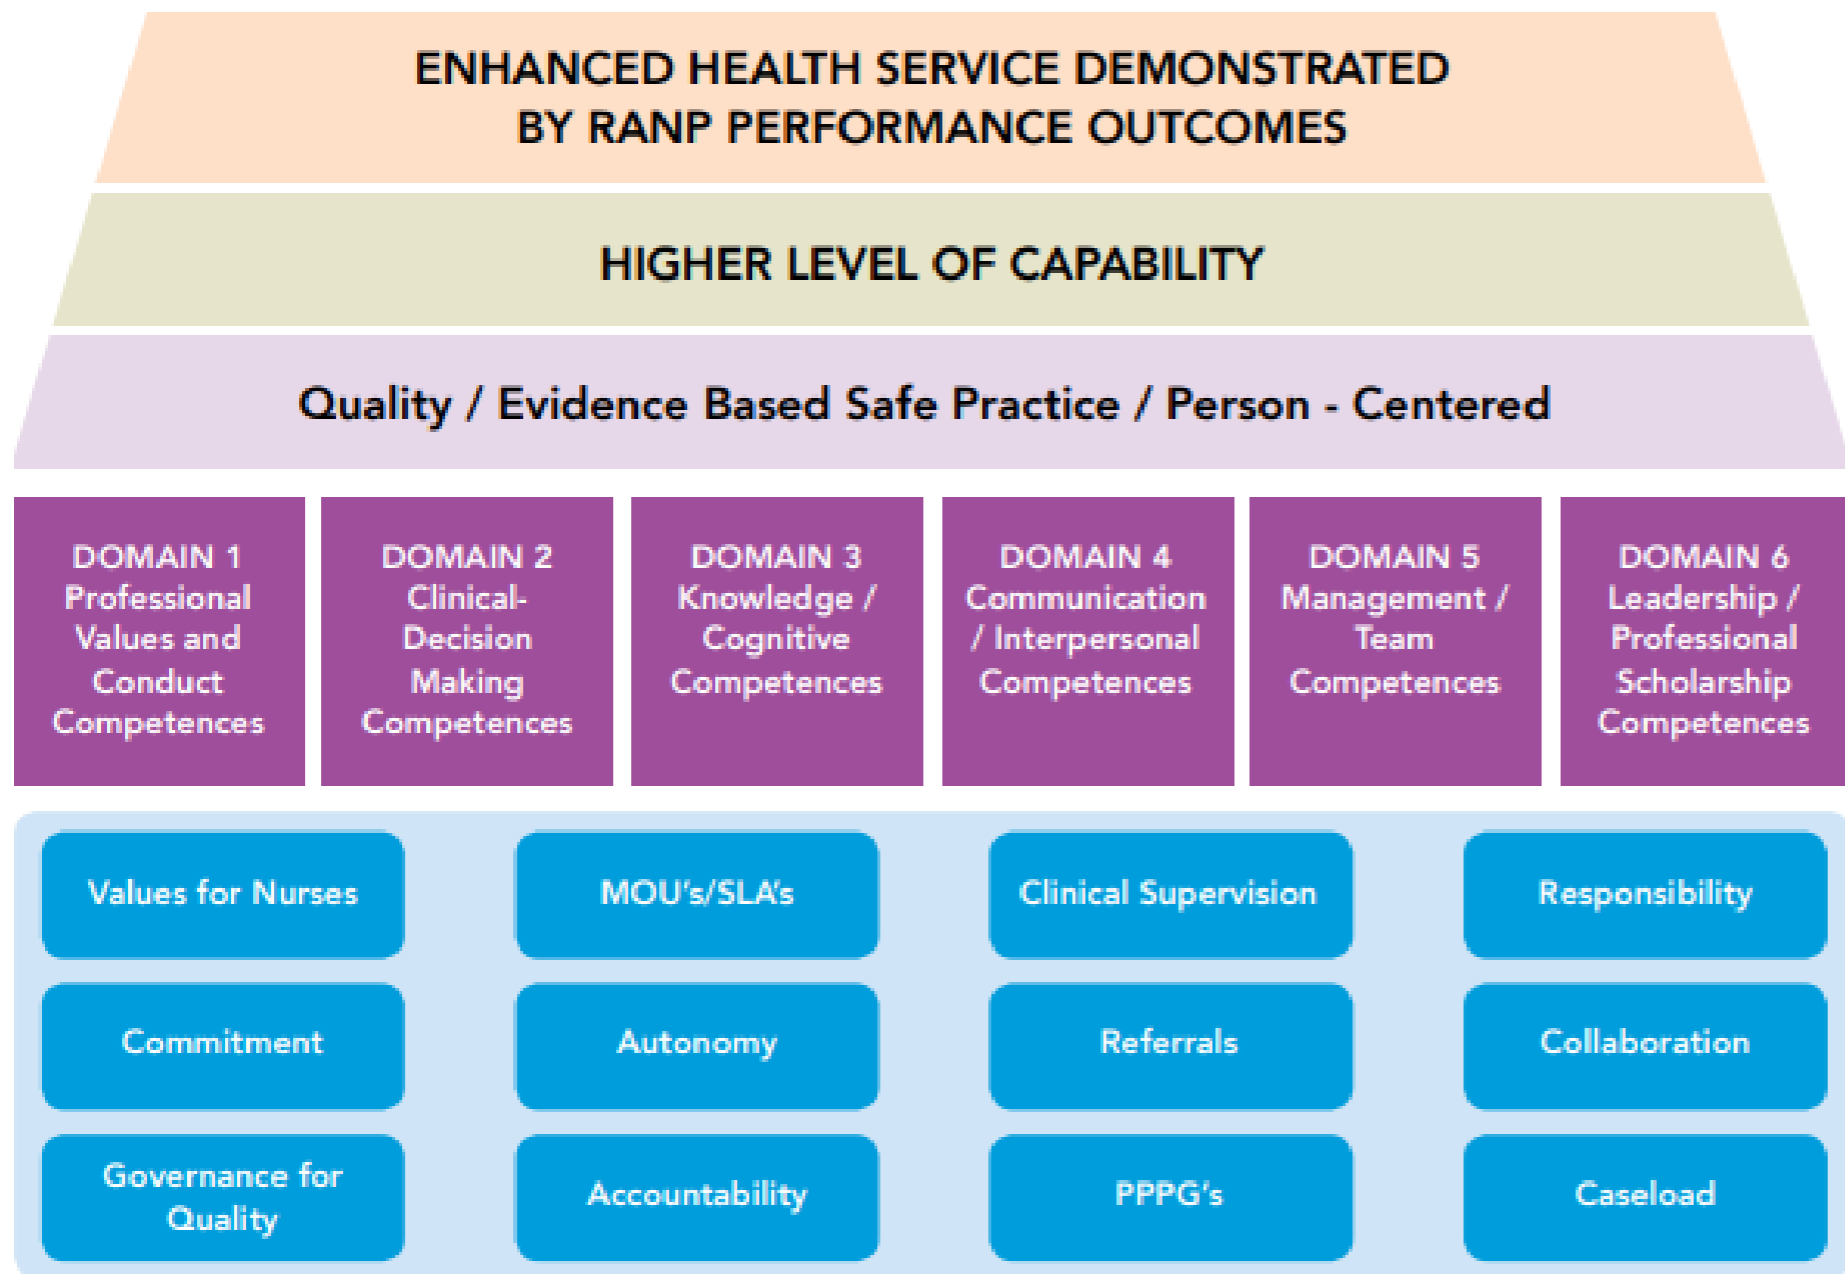 ENHANCED HEALTH SERVICE DEMONSTRATED
BY RANP PERFORMANCE OUTCOMES
HIGHER LEVEL OF CAPABILITY
Quality / Evidence Based Safe Practice / Person - Centered
DOMAIN 1
Professional
Values and
Conduct
Competences
DOMAIN 2
Clinical-
Decision
Making
Competences
DOMAIN 3
Knowledge /
Cognitive
Competences
DOMAIN 4
Communication
/ Interpersonal
Competences
DOMAIN 5
Management /
Team
Competences
DOMAIN 6
Leadership /
Professional
Scholarship
Competences
Values for Nurses
MOU's/SLA's
Clinical Supervision
Responsibility
Commitment
Autonomy
Referrals
Collaboration
Governance for
Quality
Accountability
PPPG's
Caseload